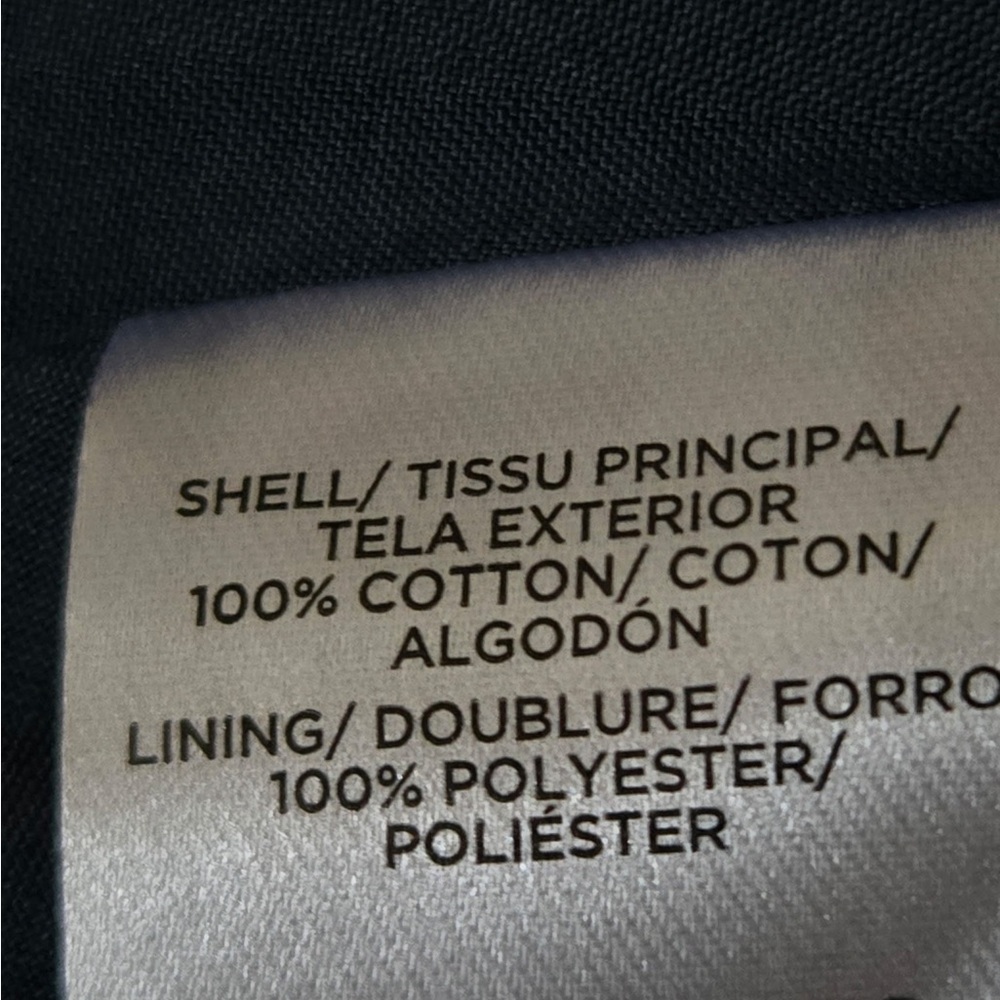 SHELL/ TISSU PRINCIPAL/
TELA EXTERIOR
100% COTTON/ COTON/
ALGODÓN
LINING/ DOUBLURE/ FORRO
100% POLYESTER/
POLIÉSTER